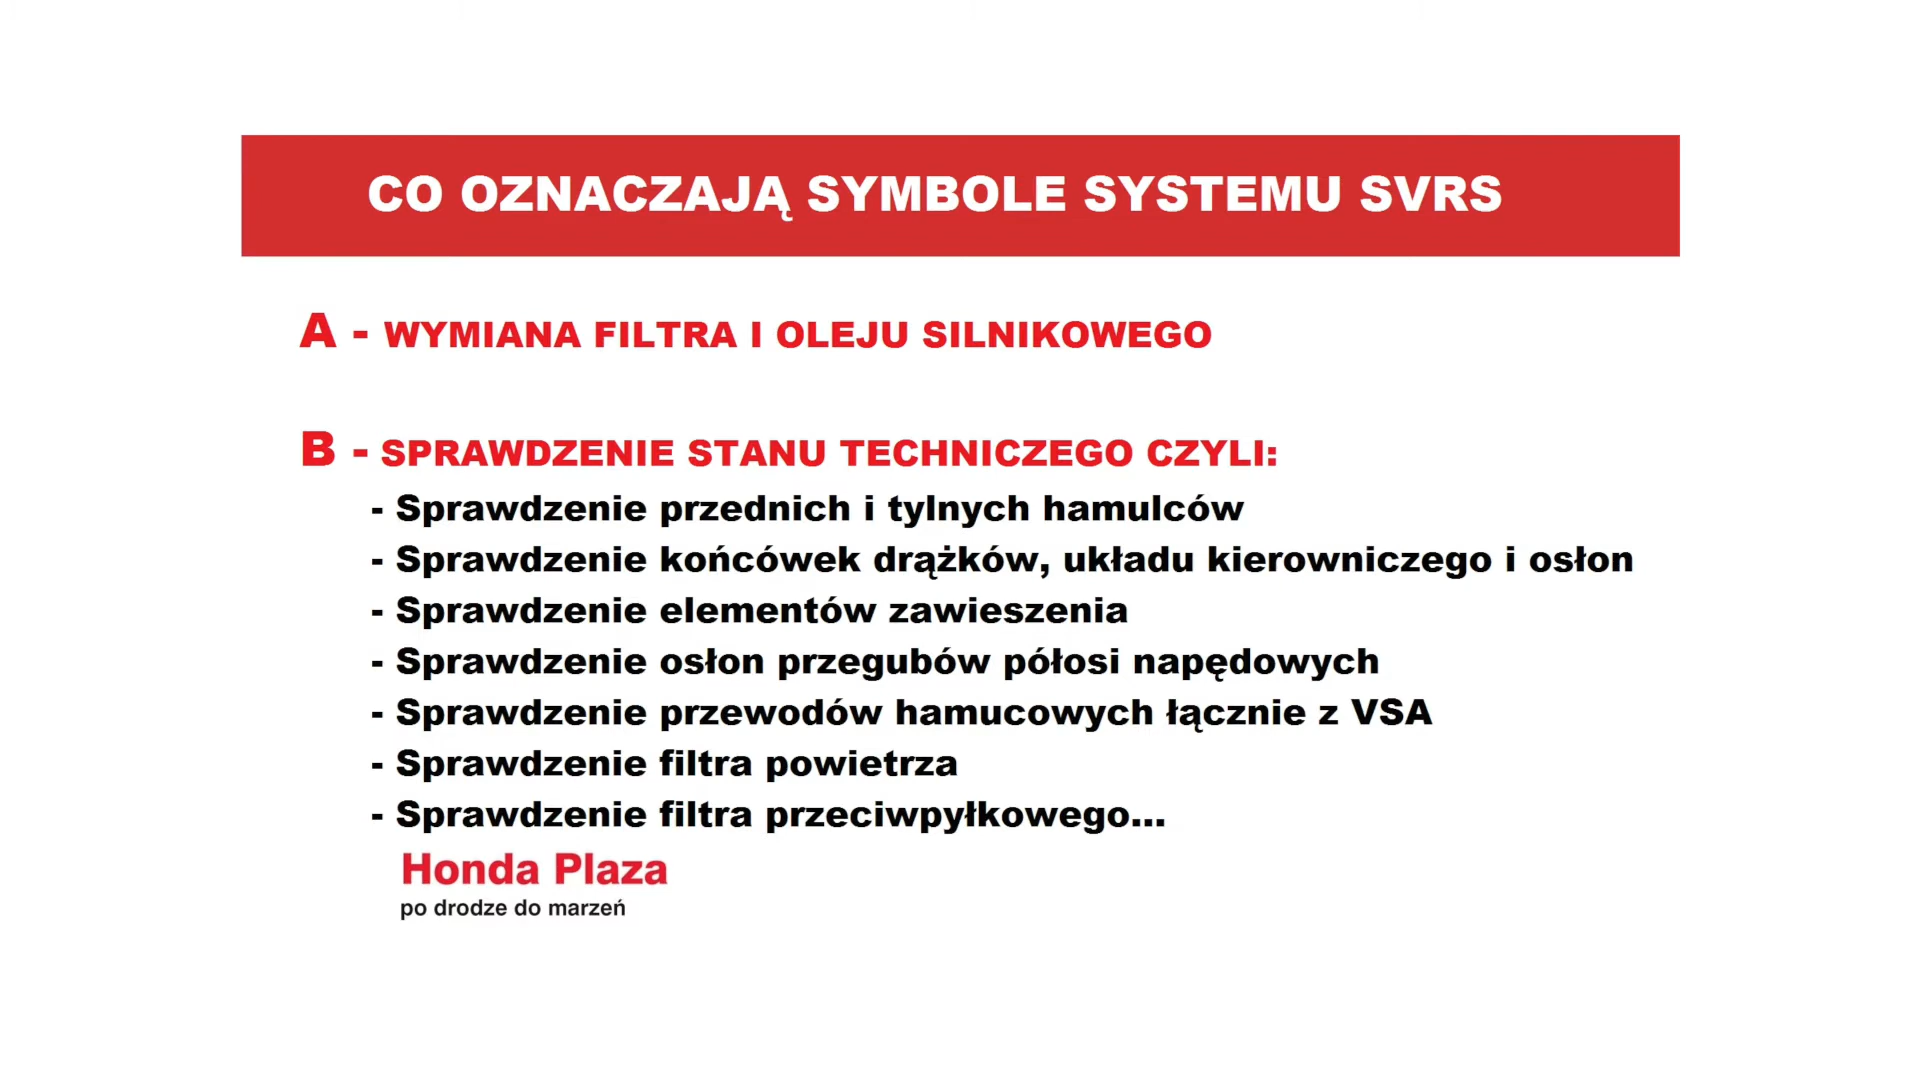 CO OZNACZAJĄ SYMBOLE SYSTEMU SVRS
A - WYMIANA FILTRA I OLEJU SILNIKOWEGO
B - SPRAWDZENIE STANU TECHNICZEGO CZYLI:
- Sprawdzenie przednich i tylnych hamulców
- Sprawdzenie końcówek drążków, układu kierowniczego i osłon
- Sprawdzenie elementów zawieszenia
- Sprawdzenie osłon przegubów półosi napędowych
- Sprawdzenie przewodów hamucowych łącznie z VSA
- Sprawdzenie filtra powietrza
- Sprawdzenie filtra przeciwpyłkowego...
Honda Plaza
po drodze do marzeń